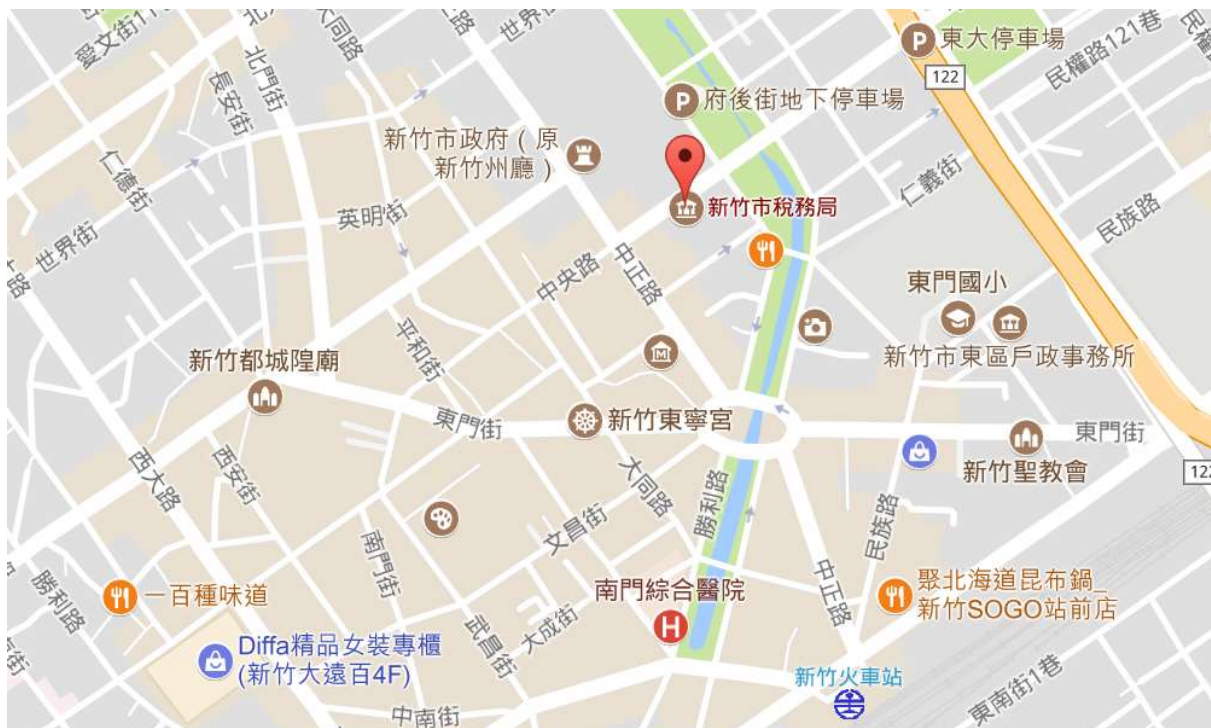 愛文街11
北門街
大同路
中正路
世界街
北大
P 東大停車場
122
民權路121巷
民
長安街
P 府後街地下停車場
新竹市政府（原
新竹州廳）
仁德街
英明街
新竹市稅務局
仁義街
民族路
世界街
中央路
中正路
東門國小
平和街
M
新竹市東區戶政事務所
新竹都城隍廟
東門街
新竹東寧宮
東門街
新竹聖教會
122
西大路
西安街
大同路
勝利路
文昌街
民族路
南門街
中正路
勝利路
一百種味道
南門綜合醫院
H
聚北海道昆布鍋_
新竹SOGO站前店
武昌街
大成街
Diffa精品女裝專櫃
(新竹大遠百4F)
新竹火車站
中南街
東南街1巷